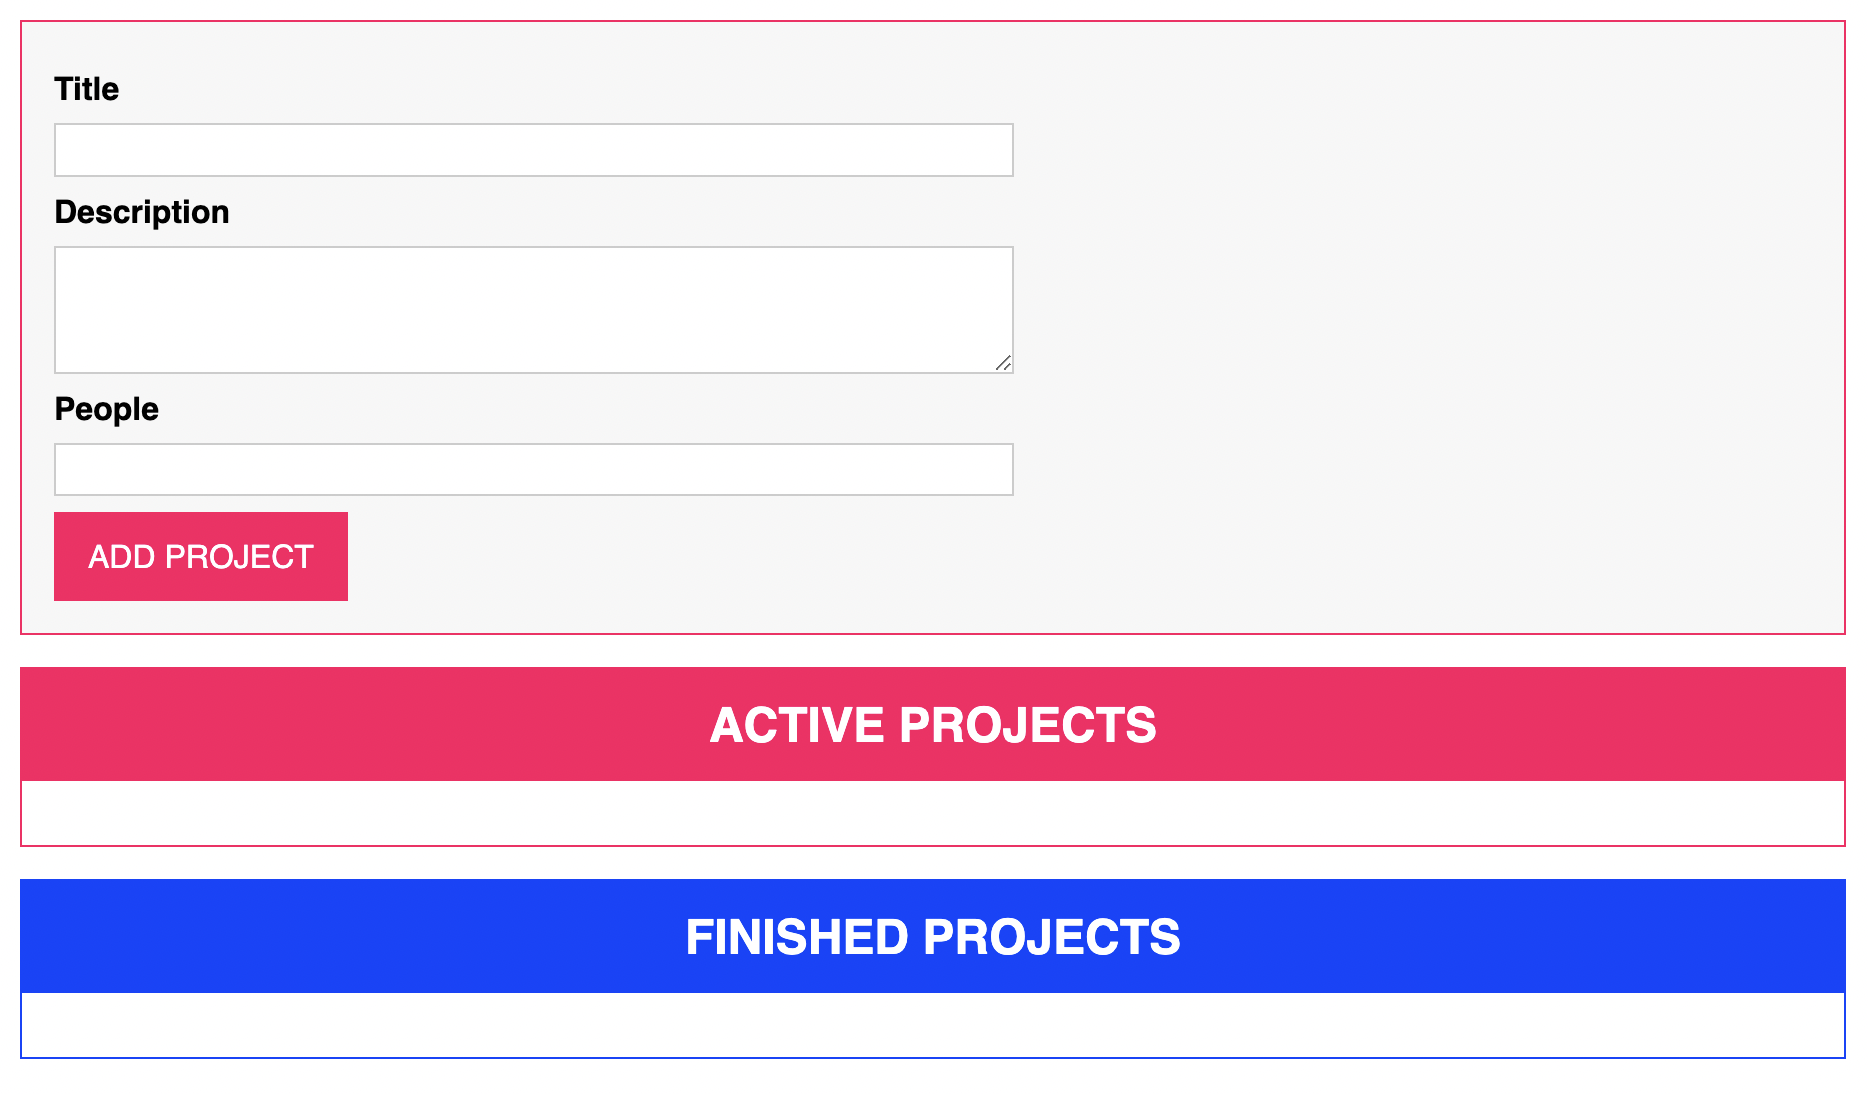 Title
Description
People
ADD PROJECT
ACTIVE PROJECTS
FINISHED PROJECTS